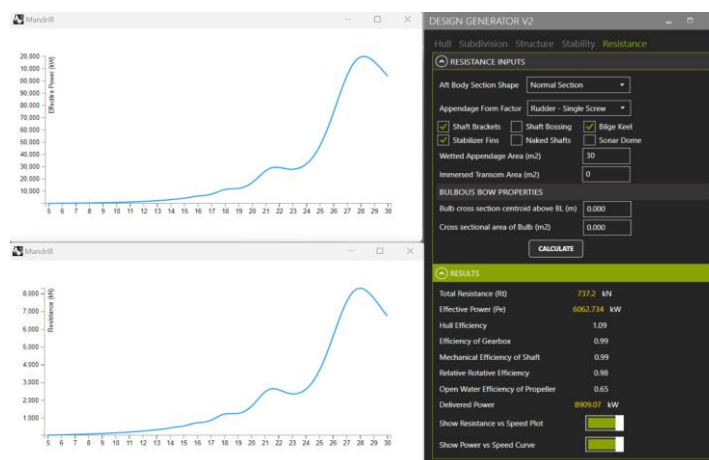 Mandrill
20.000
10.000
00.000
90.000
80.000
70.000
60.000
50.000
40.000
30.000
20.000
10.000
Effective Power (kW)
5 6 7 8 9 10 11 12 13 14 15 16 17 18 19 20 21 22 23 24 25 26 27 28 29 30
Mandrill
8.000
7.000
6.000
5.000
4.000
3.000
2.000
1.000
Resistance (kN)
5 6 7 8 9 10 11 12 13 14 15 16 17 18 19 20 21 22 23 24 25 26 27 28 29 30
DESIGN GENERATOR V2
Hull Subdivision Structure Stability Resistance
RESISTANCE INPUTS
Aft Body Section Shape Normal Section
Appendage Form Factor Rudder - Single Screw
Shaft Brackets Shaft Bossing Bilge Keel
Stabilizer Fins Naked Shafts Sonar Dome
Wetted Appendage Area (m2) 30
Immersed Transom Area (m2) 0
BULBOUS BOW PROPERTIES
Bulb cross section centroid above BL (m) 0.000
Cross sectional area of Bulb (m2) 0.000
CALCULATE
RESULTS
Total Resistance (Rt) 737.2 kN
Effective Power (Pe) 6062.734 kW
Hull Efficiency 1.09
Efficiency of Gearbox 0.99
Mechanical Efficiency of Shaft 0.99
Relative Rotative Efficiency 0.98
Open Water Efficiency of Propeller 0.65
Delivered Power 8909.07 kW
Show Resistance vs Speed Plot
Show Power vs Speed Curve